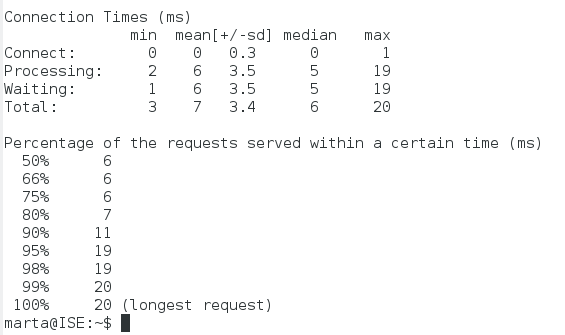 Connection Times (ms)
              min  mean[+/-sd] median   max
Connect:        0    0   0.3      0       1
Processing:     2    6   3.5      5      19
Waiting:        1    6   3.5      5      19
Total:          3    7   3.4      6      20

Percentage of the requests served within a certain time (ms)
  50%      6
  66%      6
  75%      6
  80%      7
  90%     11
  95%     19
  98%     19
  99%     20
 100%     20 (longest request)
marta@ISE:~$